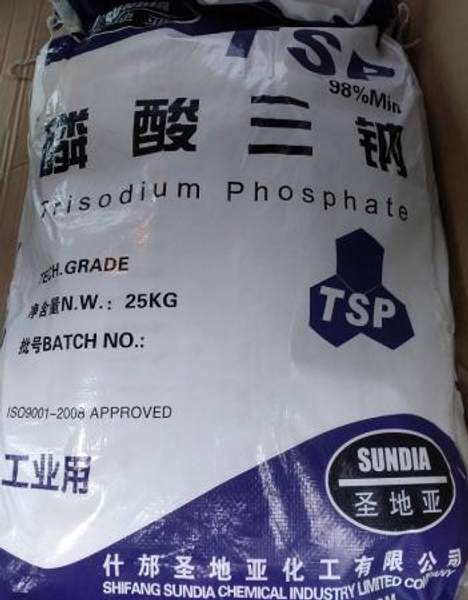 TSP
98%Min
磷酸三钠
Trisodium Phosphate
TECH.GRADE
净含量N.W.: 25KG
批号BATCH NO.:
TSP
ISO9001-2008 APPROVED
工业用
SUNDIA
圣地亚
什邡圣地亚化工有限公司
SHIFANG SUNDIA CHEMICAL INDUSTRY LIMITED COMPANY